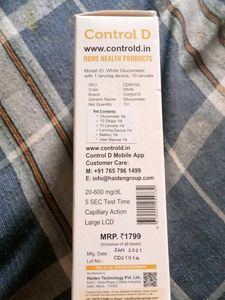 Control D
www.controld.in
HOME HEALTH PRODUCTS
Model ID: White Glucometer
with 1 lancing device, 10 lancets
SKU CDW10L
Color White
Brand Control D
Generic Name Glucometer
Net Quantity 1U
Net Contents
Glucometer 1N
10 Strips 1N
10 Lancets 1N
Lancing Device 1N
Battery 1N
User Manual 1N
www.controld.in
Control D Mobile App
Customer Care:
M: +91 765 796 1499
E: info@haidengroup.com
20-600 mg/dL
5 SEC Test Time
Capillary Action
Large LCD
MRP. ₹1799
(Inclusive of all taxes)
Mfg. Date: JAN 2021
Lot No: CD2101A
Haiden Technology Pvt. Ltd.